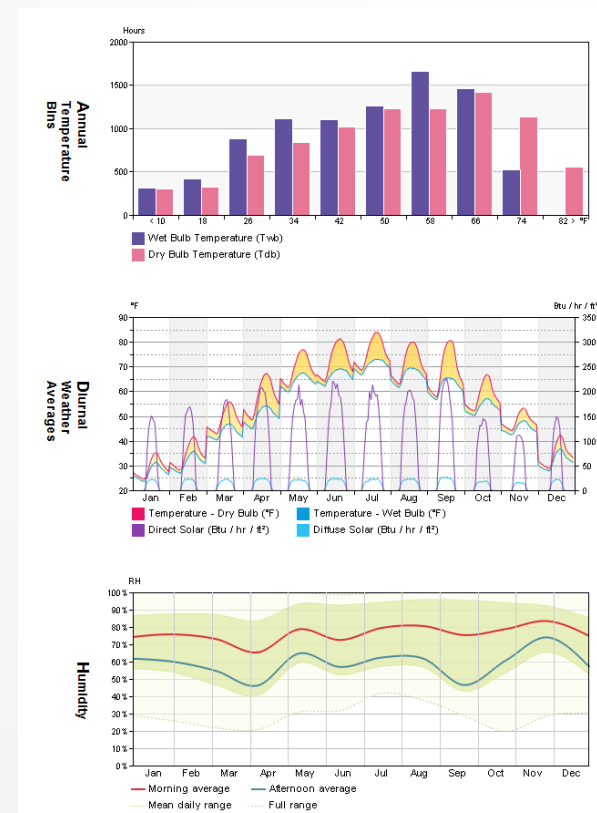 Annual
Temperature
Bins
Hours
2000
1500
1000
500
0
< 10 18 26 34 42 50 58 66 74 82 > °F
Wet Bulb Temperature (Twb)
Dry Bulb Temperature (Tdb)
Diurnal
Weather
Averages
°F Btu / hr / ft²
90 350
80 300
70 250
60 200
50 150
40 100
30 50
20 0
Jan Feb Mar Apr May Jun Jul Aug Sep Oct Nov Dec
Temperature - Dry Bulb (°F) Temperature - Wet Bulb (°F)
Direct Solar (Btu / hr / ft²) Diffuse Solar (Btu / hr / ft²)
Humidity
RH
100%
90%
80%
70%
60%
50%
40%
30%
20%
10%
0%
Jan Feb Mar Apr May Jun Jul Aug Sep Oct Nov Dec
Morning average Afternoon average
Mean daily range Full range